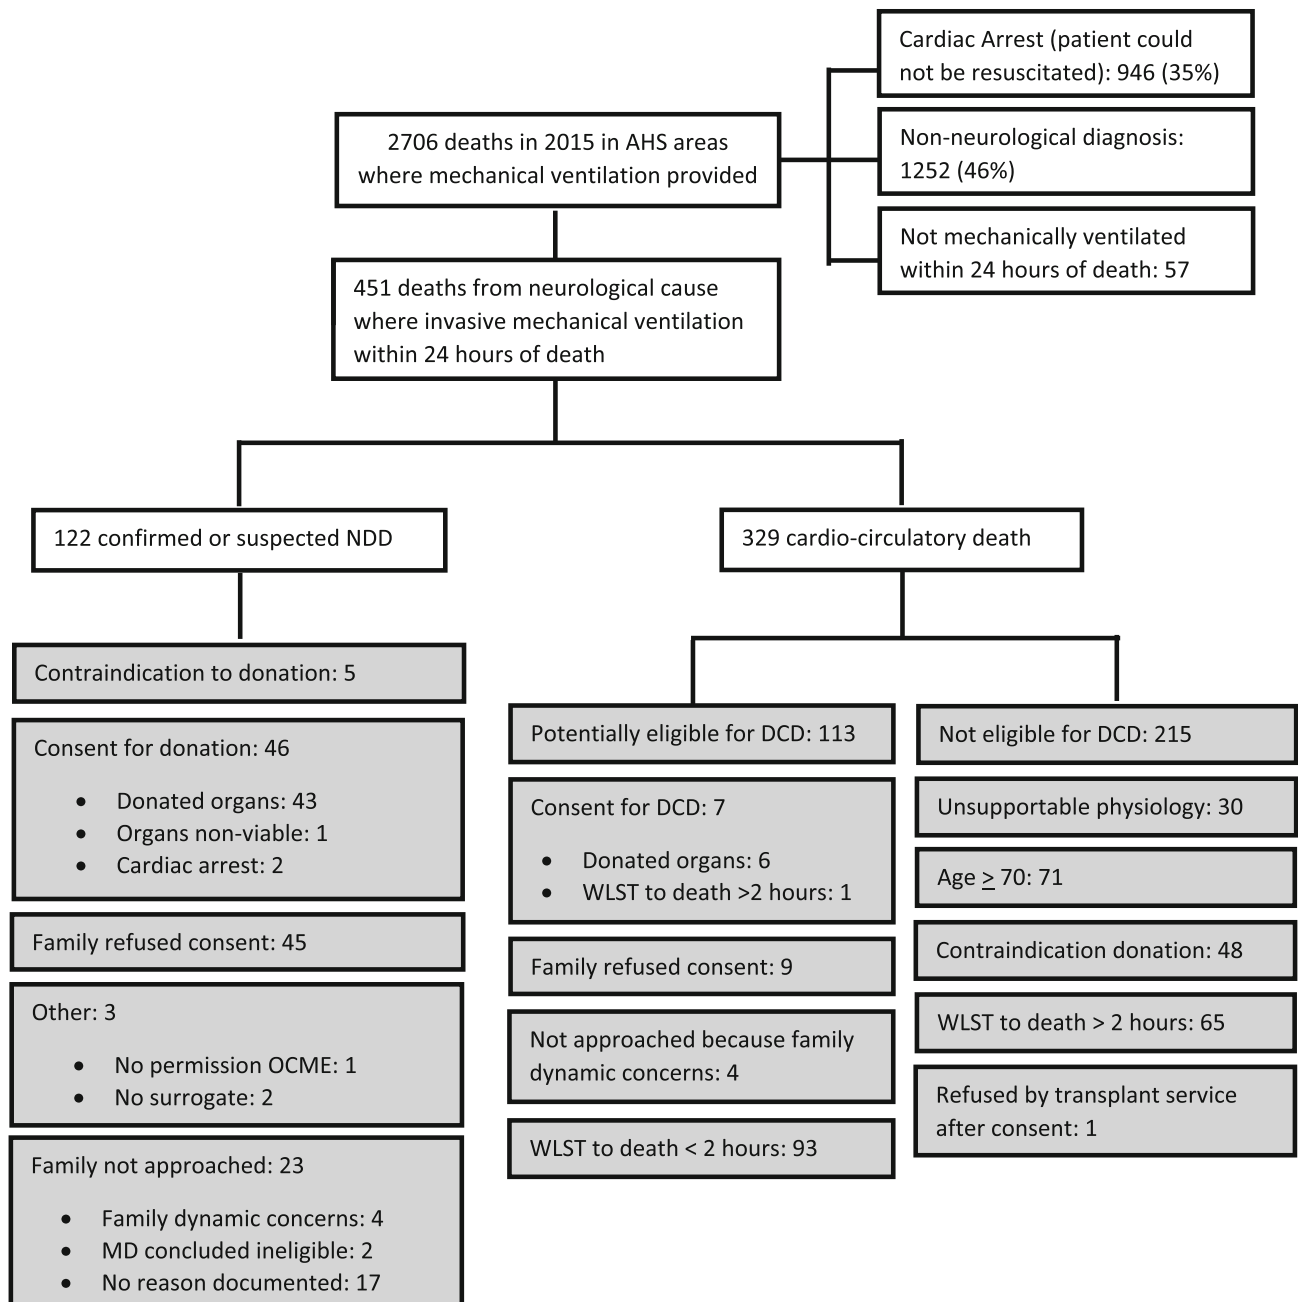 Cardiac Arrest (patient could
not be resuscitated): 946 (35%)
2706 deaths in 2015 in AHS areas
where mechanical ventilation provided
Non-neurological diagnosis:
1252 (46%)
Not mechanically ventilated
within 24 hours of death: 57
451 deaths from neurological cause
where invasive mechanical ventilation
within 24 hours of death
122 confirmed or suspected NDD
329 cardio-circulatory death
Contraindication to donation: 5
Consent for donation: 46
• Donated organs: 43
• Organs non-viable: 1
• Cardiac arrest: 2
Family refused consent: 45
Other: 3
• No permission OCME: 1
• No surrogate: 2
Family not approached: 23
• Family dynamic concerns: 4
• MD concluded ineligible: 2
• No reason documented: 17
Potentially eligible for DCD: 113
Consent for DCD: 7
• Donated organs: 6
• WLST to death >2 hours: 1
Family refused consent: 9
Not approached because family
dynamic concerns: 4
WLST to death < 2 hours: 93
Not eligible for DCD: 215
Unsupportable physiology: 30
Age ≥ 70: 71
Contraindication donation: 48
WLST to death > 2 hours: 65
Refused by transplant service
after consent: 1